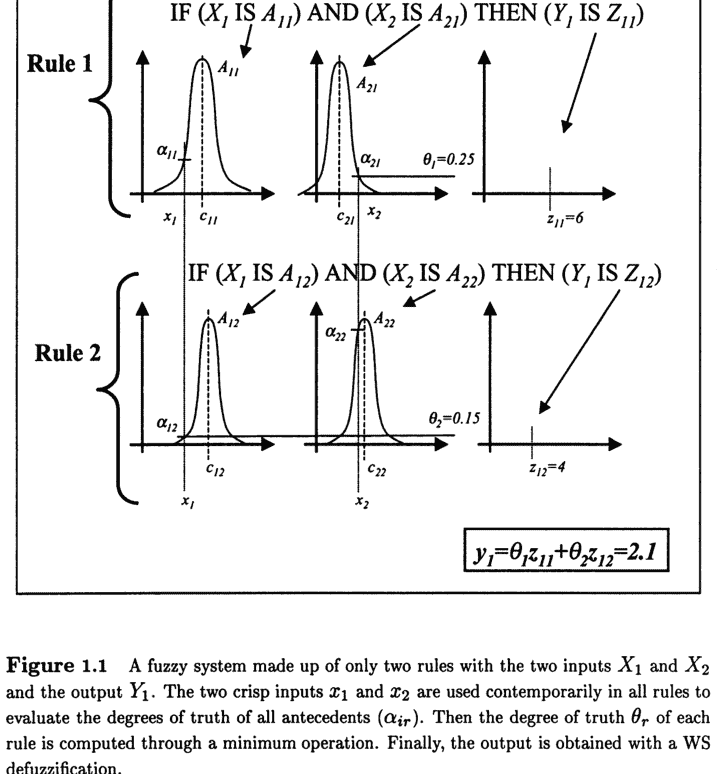 IF (X1 IS A11) AND (X2 IS A21) THEN (Y1 IS Z11)
Rule 1
A11
A21
α11
α21
θ1=0.25
x1
c11
c21
x2
z11=6
IF (X1 IS A12) AND (X2 IS A22) THEN (Y1 IS Z12)
Rule 2
A12
α22
A22
α12
θ2=0.15
c12
c22
z12=4
x1
x2
y1=θ1z11+θ2z12=2.1
Figure 1.1 A fuzzy system made up of only two rules with the two inputs X1 and X2
and the output Y1. The two crisp inputs x1 and x2 are used contemporarily in all rules to
evaluate the degrees of truth of all antecedents (αir). Then the degree of truth θr of each
rule is computed through a minimum operation. Finally, the output is obtained with a WS
defuzzification.